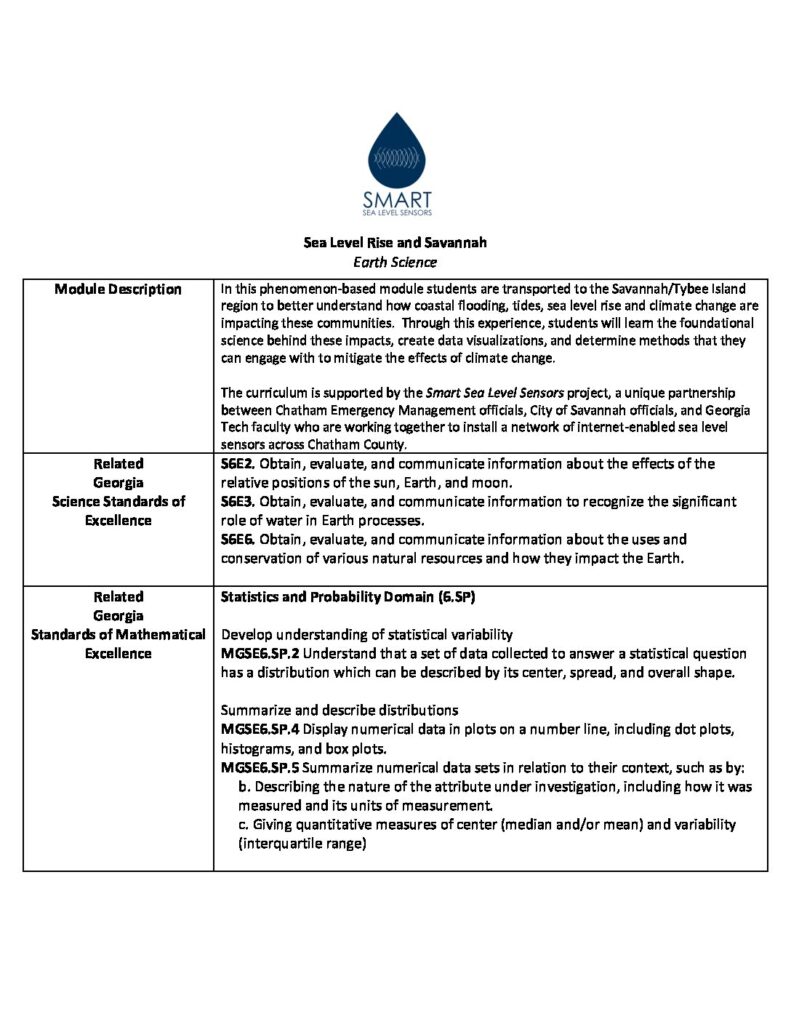 SMART
SEA LEVEL SENSORS
Sea Level Rise and Savannah
Earth Science
Module Description
In this phenomenon-based module students are transported to the Savannah/Tybee Island
region to better understand how coastal flooding, tides, sea level rise and climate change are
impacting these communities. Through this experience, students will learn the foundational
science behind these impacts, create data visualizations, and determine methods that they
can engage with to mitigate the effects of climate change.
The curriculum is supported by the Smart Sea Level Sensors project, a unique partnership
between Chatham Emergency Management officials, City of Savannah officials, and Georgia
Tech faculty who are working together to install a network of internet-enabled sea level
sensors across Chatham County.
Related
Georgia
Science Standards of
Excellence
S6E2. Obtain, evaluate, and communicate information about the effects of the
relative positions of the sun, Earth, and moon.
S6E3. Obtain, evaluate, and communicate information to recognize the significant
role of water in Earth processes.
S6E6. Obtain, evaluate, and communicate information about the uses and
conservation of various natural resources and how they impact the Earth.
Related
Georgia
Standards of Mathematical
Excellence
Statistics and Probability Domain (6.SP)
Develop understanding of statistical variability
MGSE6.SP.2 Understand that a set of data collected to answer a statistical question
has a distribution which can be described by its center, spread, and overall shape.
Summarize and describe distributions
MGSE6.SP.4 Display numerical data in plots on a number line, including dot plots,
histograms, and box plots.
MGSE6.SP.5 Summarize numerical data sets in relation to their context, such as by:
b. Describing the nature of the attribute under investigation, including how it was
measured and its units of measurement.
c. Giving quantitative measures of center (median and/or mean) and variability
(interquartile range)